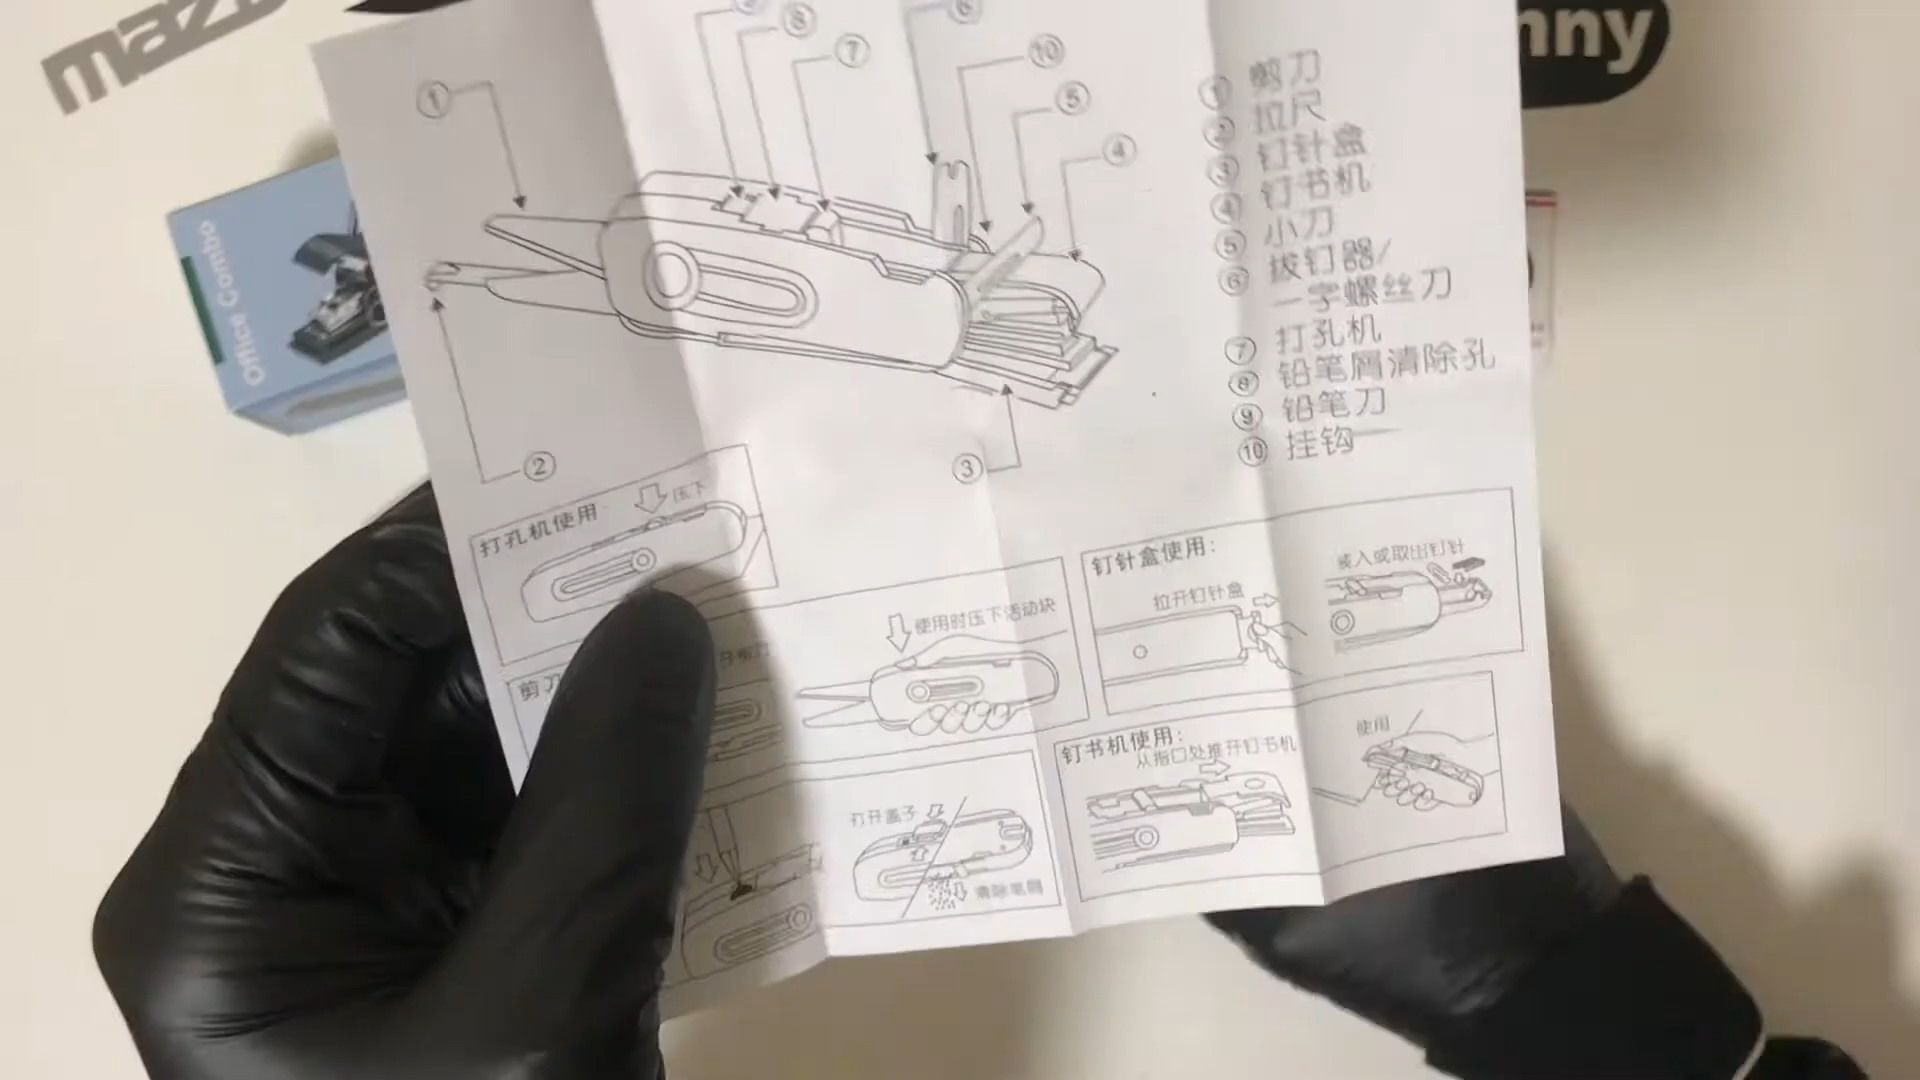 nny
Office Combo
⑧
⑦
⑩
①
⑤
④
②
③
① 剪刀
② 拉尺
③ 钉针盒
④ 钉书机
⑤ 小刀
⑥ 拔钉器/
一字螺丝刀
⑦ 打孔机
⑧ 铅笔屑清除孔
⑨ 铅笔刀
⑩ 挂钩
打孔机使用
压下
剪刀
使用时压下活动块
打开盖子
清除笔屑
钉针盒使用:
拉开钉针盒
装入或取出钉针
钉书机使用:
从指口处推开钉书机
使用